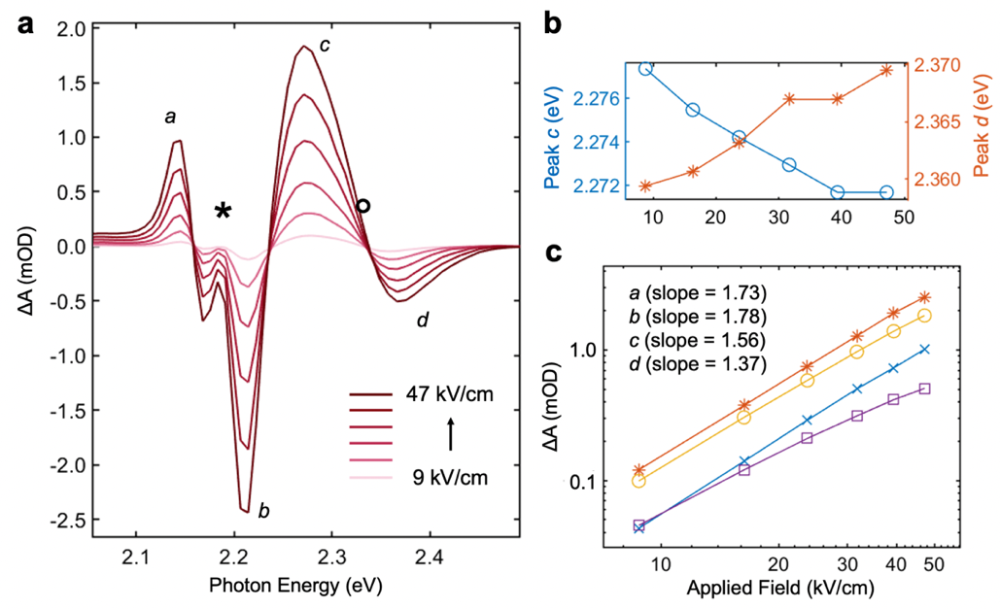 a
2.0
1.5
1.0
0.5
0.0
-0.5
-1.0
-1.5
-2.0
-2.5
ΔA (mOD)
a
*
c
d
b
47 kV/cm
9 kV/cm
2.1
2.2
2.3
2.4
Photon Energy (eV)
b
Peak c (eV)
2.276
2.274
2.272
2.370
2.365
2.360
Peak d (eV)
10
20
30
40
50
c
a (slope = 1.73)
b (slope = 1.78)
c (slope = 1.56)
d (slope = 1.37)
ΔA (mOD)
1.0
0.1
10
20
30
40
50
Applied Field (kV/cm)